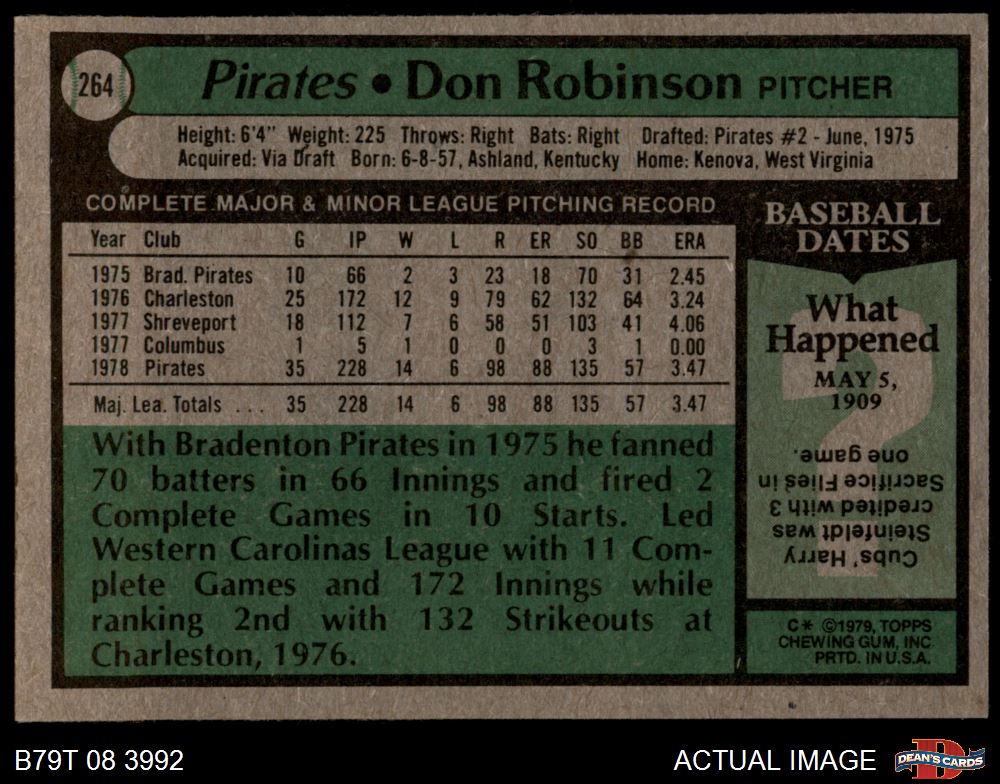 264
Pirates • Don Robinson PITCHER
Height: 6'4" Weight: 225 Throws: Right Bats: Right Drafted: Pirates #2 - June, 1975
Acquired: Via Draft Born: 6-8-57, Ashland, Kentucky Home: Kenova, West Virginia
COMPLETE MAJOR & MINOR LEAGUE PITCHING RECORD
Year Club G IP W L R ER SO BB ERA
1975 Brad. Pirates 10 66 2 3 23 18 70 31 2.45
1976 Charleston 25 172 12 9 79 62 132 64 3.24
1977 Shreveport 18 112 7 6 58 51 103 41 4.06
1977 Columbus 1 5 1 0 0 0 3 1 0.00
1978 Pirates 35 228 14 6 98 88 135 57 3.47
Maj. Lea. Totals ... 35 228 14 6 98 88 135 57 3.47
With Bradenton Pirates in 1975 he fanned
70 batters in 66 Innings and fired 2
Complete Games in 10 Starts. Led
Western Carolinas League with 11 Com-
plete Games and 172 Innings while
ranking 2nd with 132 Strikeouts at
Charleston, 1976.
BASEBALL
DATES
What
Happened
MAY 5,
1909
?
Cubs' Harry
Steinfeldt was
credited with 3
Sacrifice Flies in
one game.
C* ©1979, TOPPS
CHEWING GUM, INC.
PRTD. IN U.S.A.
B79T 08 3992
ACTUAL IMAGE
D
DEAN'S CARDS